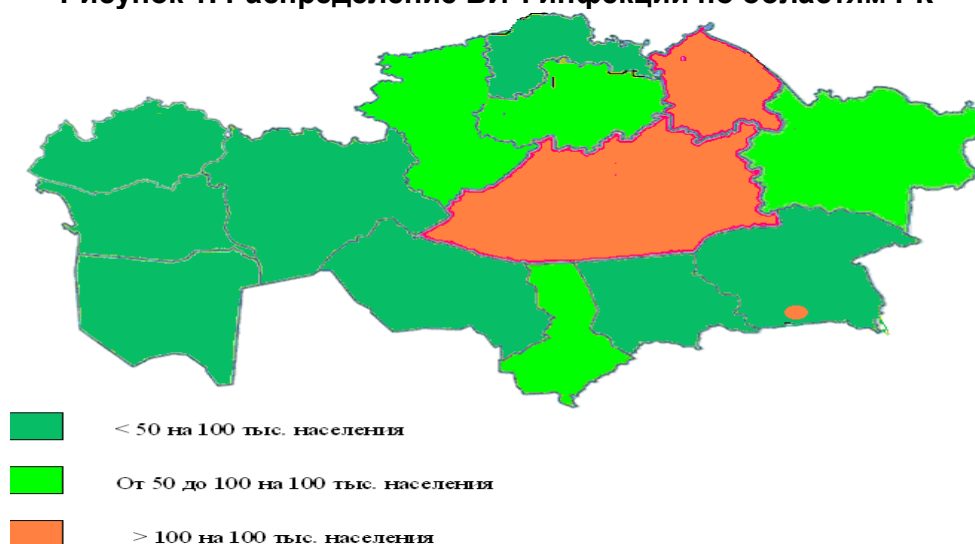 Рисунок 1. Распределение ВИЧ-инфекции по областям РК
< 50 на 100 тыс. населения
От 50 до 100 на 100 тыс. населения
> 100 на 100 тыс. населения